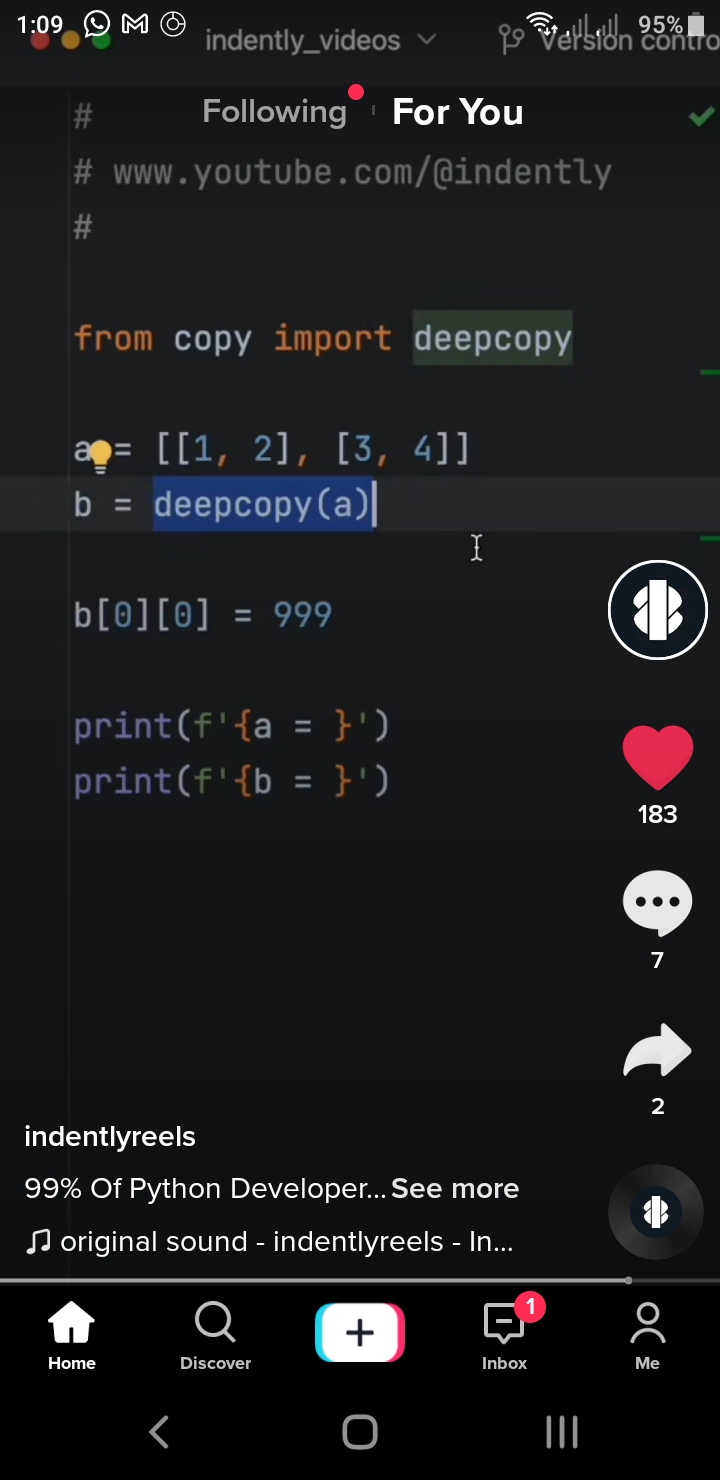 1:09
95%
indently_videos
Version contro
Following
For You
#
# www.youtube.com/@indently
#
from copy import deepcopy
a = [[1, 2], [3, 4]]
b = deepcopy(a)
b[0][0] = 999
print(f'{a = }')
print(f'{b = }')
183
7
2
indentlyreels
99% Of Python Developer... See more
original sound - indentlyreels - In...
1
Home
Discover
Inbox
Me